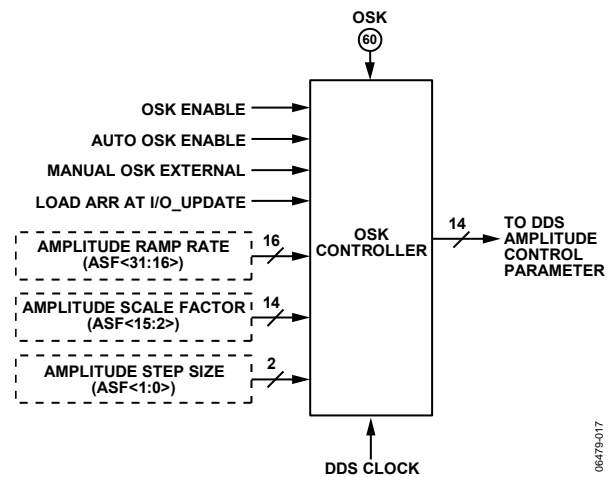 OSK
60
OSK ENABLE
AUTO OSK ENABLE
MANUAL OSK EXTERNAL
LOAD ARR AT I/O_UPDATE
AMPLITUDE RAMP RATE
(ASF<31:16>)
16
AMPLITUDE SCALE FACTOR
(ASF<15:2>)
14
AMPLITUDE STEP SIZE
(ASF<1:0>)
2
OSK
CONTROLLER
14
TO DDS
AMPLITUDE
CONTROL
PARAMETER
DDS CLOCK
06479-017